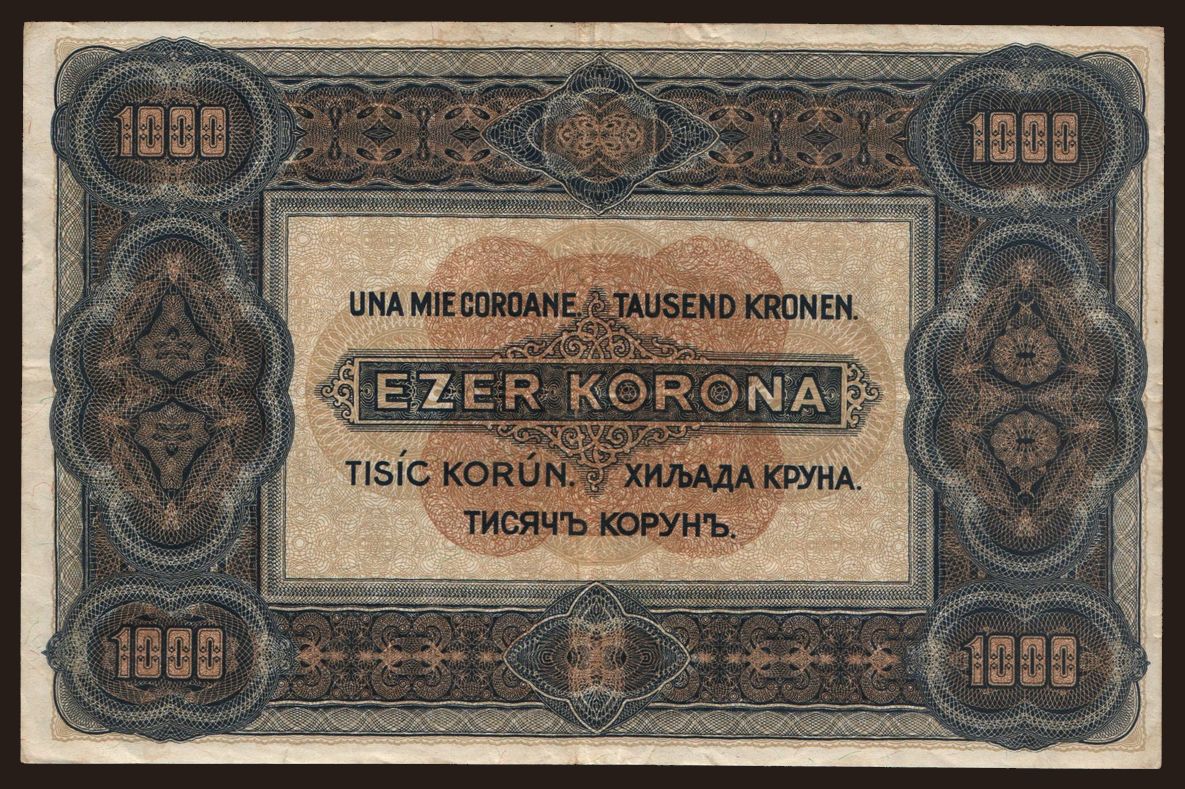 1000 1000
UNA MIE COROANE TAUSEND KRONEN.
EZER KORONA
TISÍC KORÚN. ХИЉАДА КРУНА.
ТИСЯЧЪ КОРУНЪ.
1000 1000